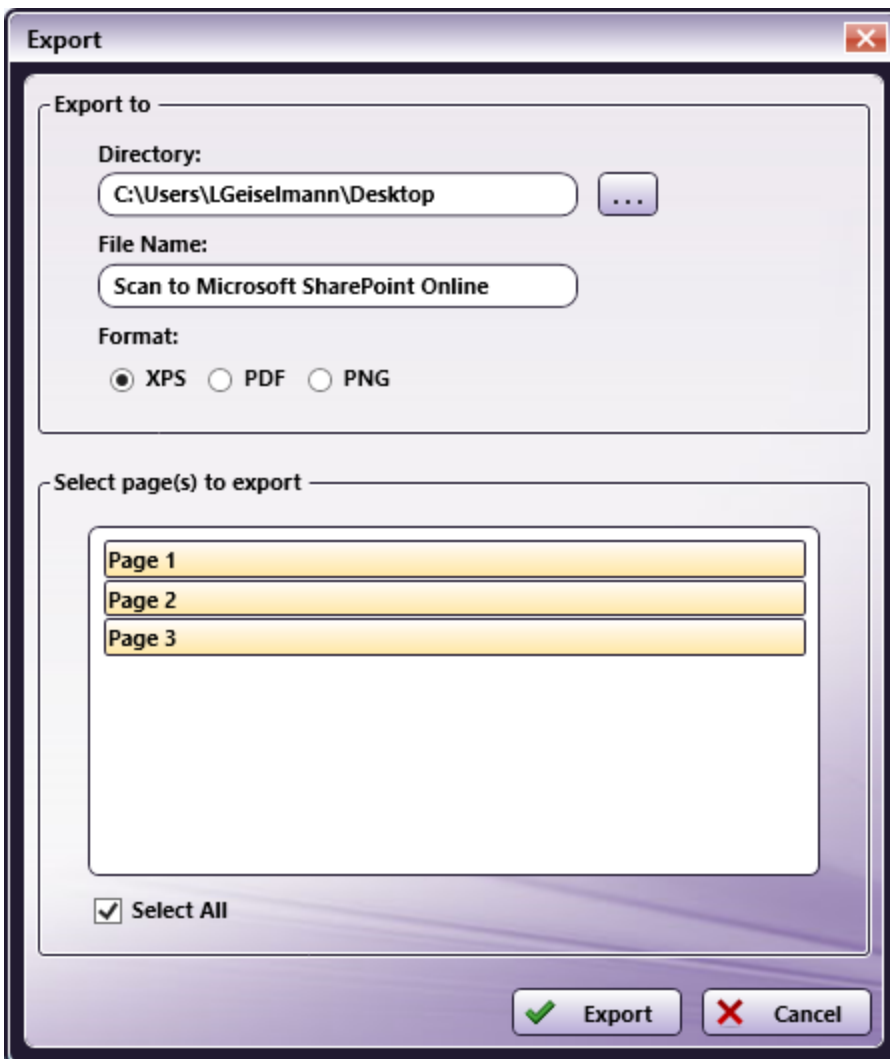 Export
Export to
Directory:
C:\Users\LGeiselmann\Desktop
...
File Name:
Scan to Microsoft SharePoint Online
Format:
XPS PDF PNG
Select page(s) to export
Page 1
Page 2
Page 3
Select All
Export Cancel